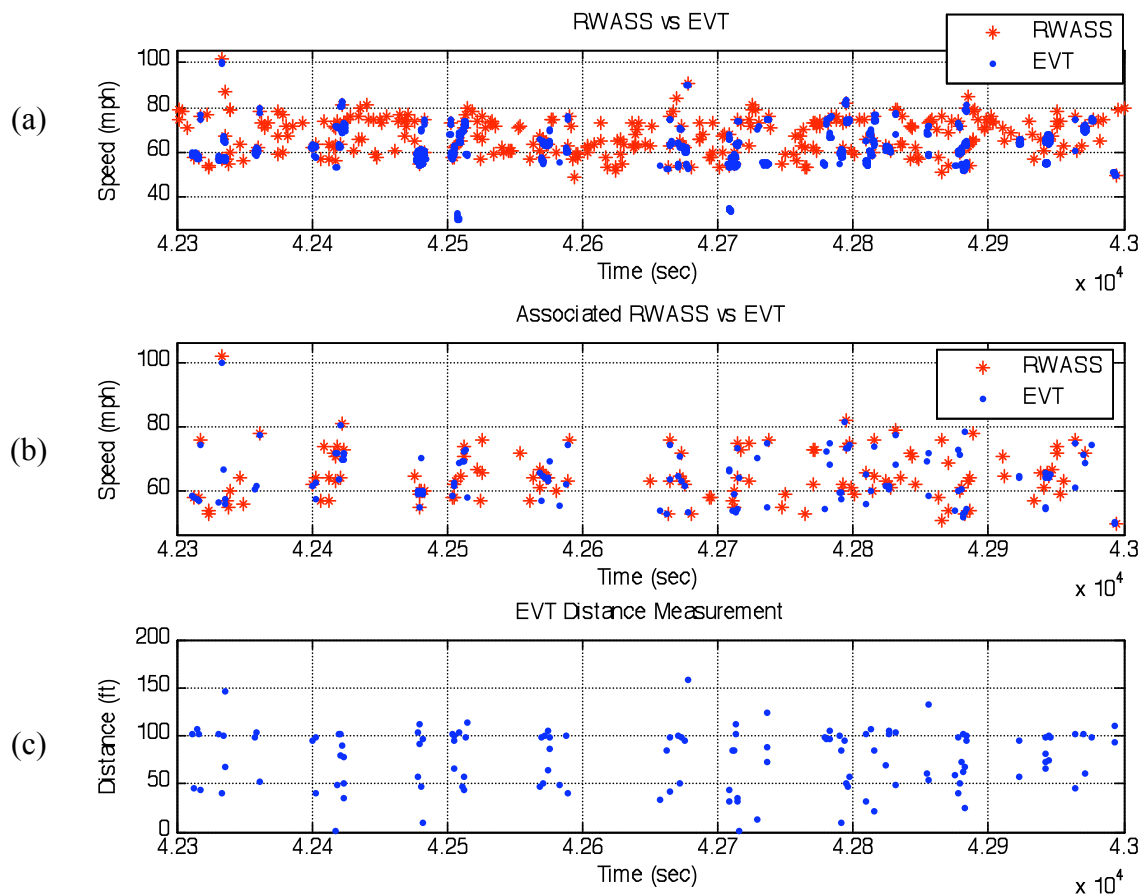 RWASS vs EVT
(a)
Speed (mph)
100
80
60
40
RWASS
EVT
4.23 4.24 4.25 4.26 4.27 4.28 4.29 4.3
Time (sec)
x 10^4
Associated RWASS vs EVT
(b)
Speed (mph)
100
80
60
RWASS
EVT
4.23 4.24 4.25 4.26 4.27 4.28 4.29 4.3
Time (sec)
x 10^4
EVT Distance Measurement
(c)
Distance (ft)
200
150
100
50
0
4.23 4.24 4.25 4.26 4.27 4.28 4.29 4.3
Time (sec)
x 10^4